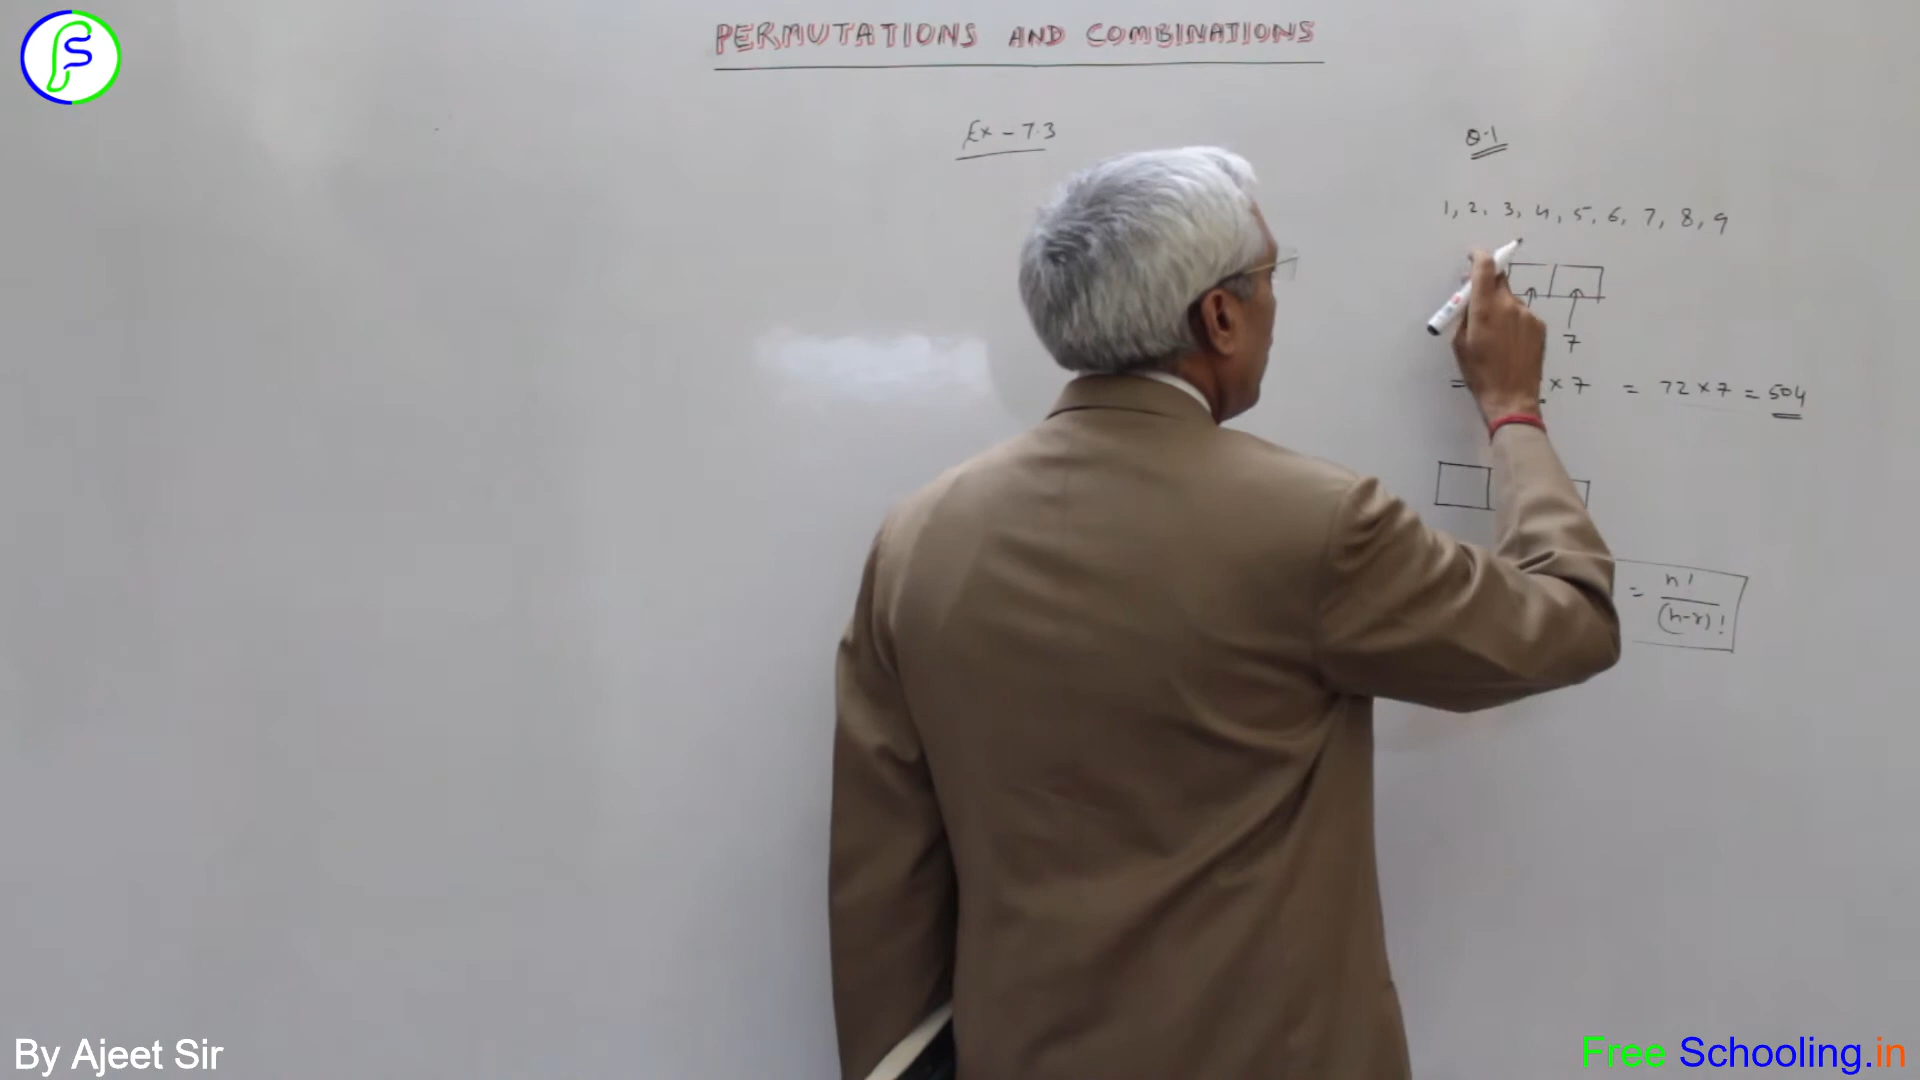 PERMUTATIONS AND COMBINATIONS
Ex - 7.3
Q.1
1, 2, 3, 4, 5, 6, 7, 8, 9
7
= × 7 = 72 × 7 = 504
= n! / (n-r)!
By Ajeet Sir
Free Schooling.in